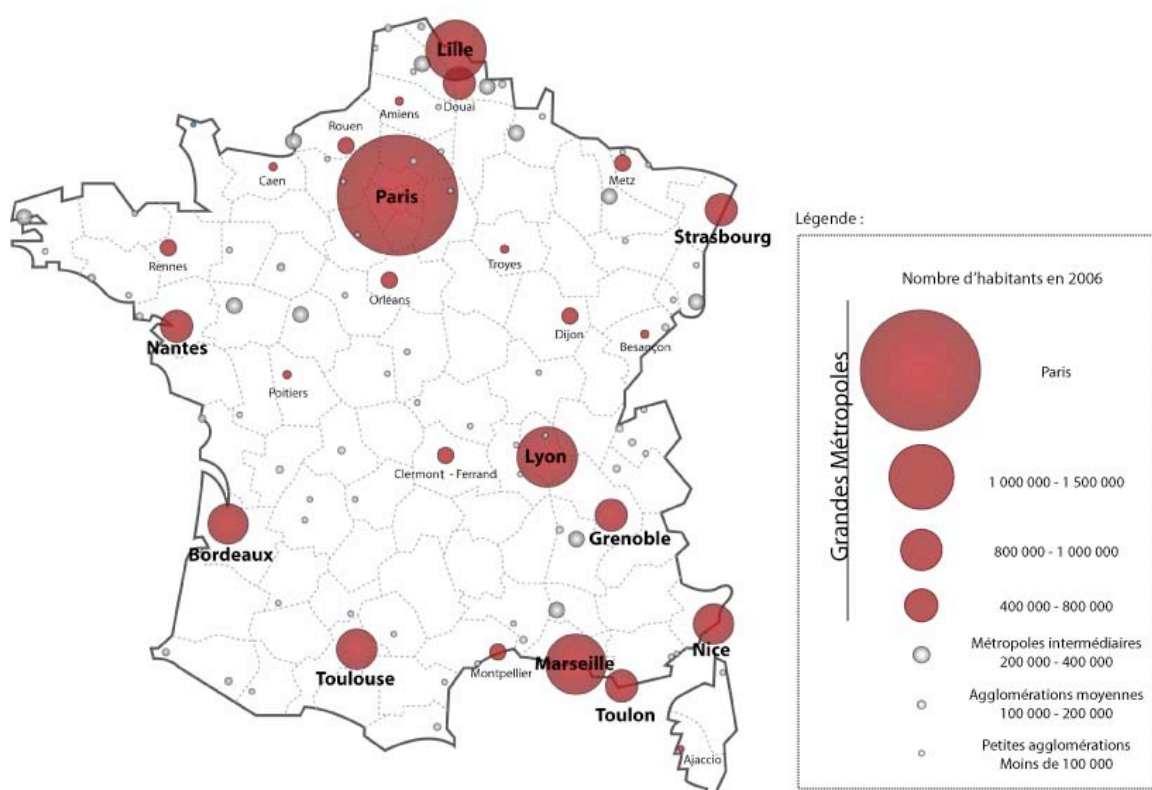 Lille
Douai
Amiens
Rouen
Caen
Paris
Metz
Strasbourg
Rennes
Troyes
Orléans
Nantes
Dijon
Besançon
Poitiers
Lyon
Clermont - Ferrand
Bordeaux
Grenoble
Nice
Toulouse
Montpellier
Marseille
Toulon
Ajaccio
Légende :
Nombre d'habitants en 2006
Grandes Métropoles
Paris
1 000 000 - 1 500 000
800 000 - 1 000 000
400 000 - 800 000
Métropoles intermédiaires
200 000 - 400 000
Agglomérations moyennes
100 000 - 200 000
Petites agglomérations
Moins de 100 000